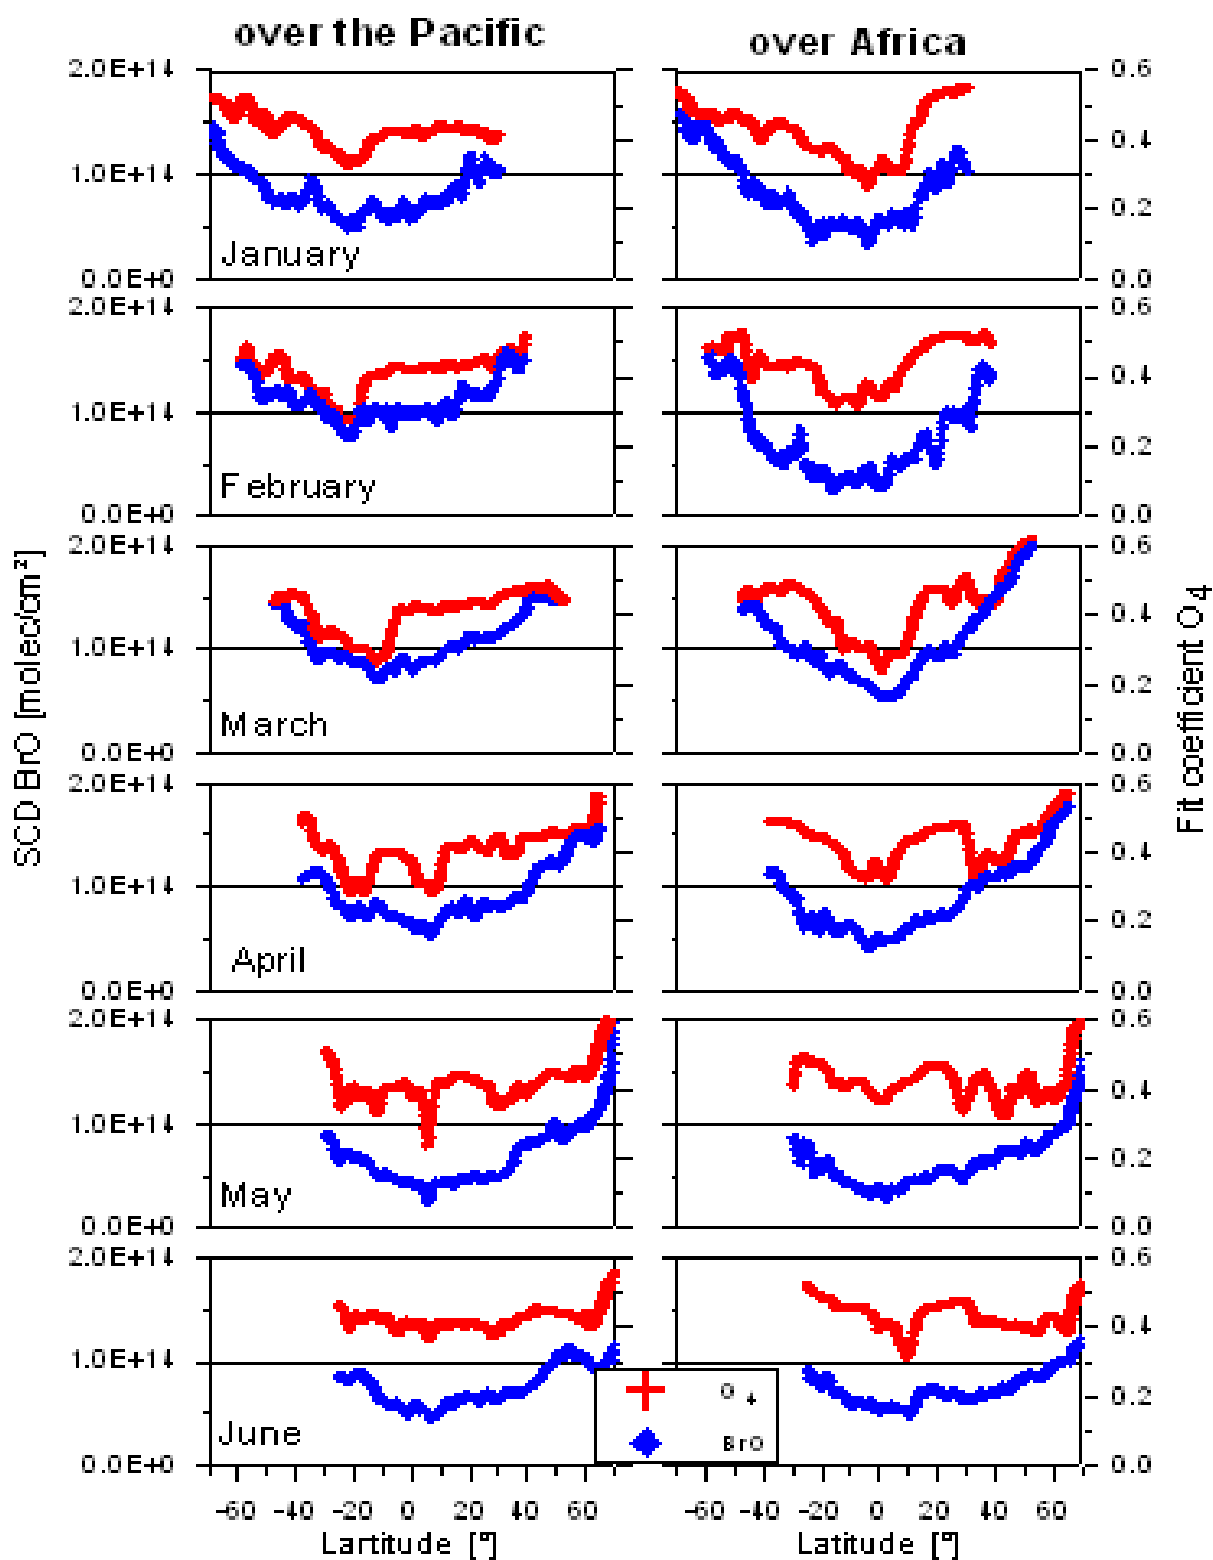 over the Pacific
over Africa
2.0E+14
0.6
0.4
1.0E+14
0.2
January
0.0E+0
0.0
2.0E+14
0.6
0.4
1.0E+14
0.2
February
0.0E+0
0.0
2.0E+14
0.6
0.4
1.0E+14
0.2
March
0.0E+0
0.0
2.0E+14
0.6
0.4
1.0E+14
0.2
April
0.0E+0
0.0
2.0E+14
0.6
0.4
1.0E+14
0.2
May
0.0E+0
0.0
2.0E+14
0.6
0.4
1.0E+14
0.2
June
0.0E+0
0.0
SCD BrO [molec/cm²]
Fit coefficient O₄
O₄
BrO
-60 -40 -20 0 20 40 60
-60 -40 -20 0 20 40 60
Lartitude [°]
Latitude [°]